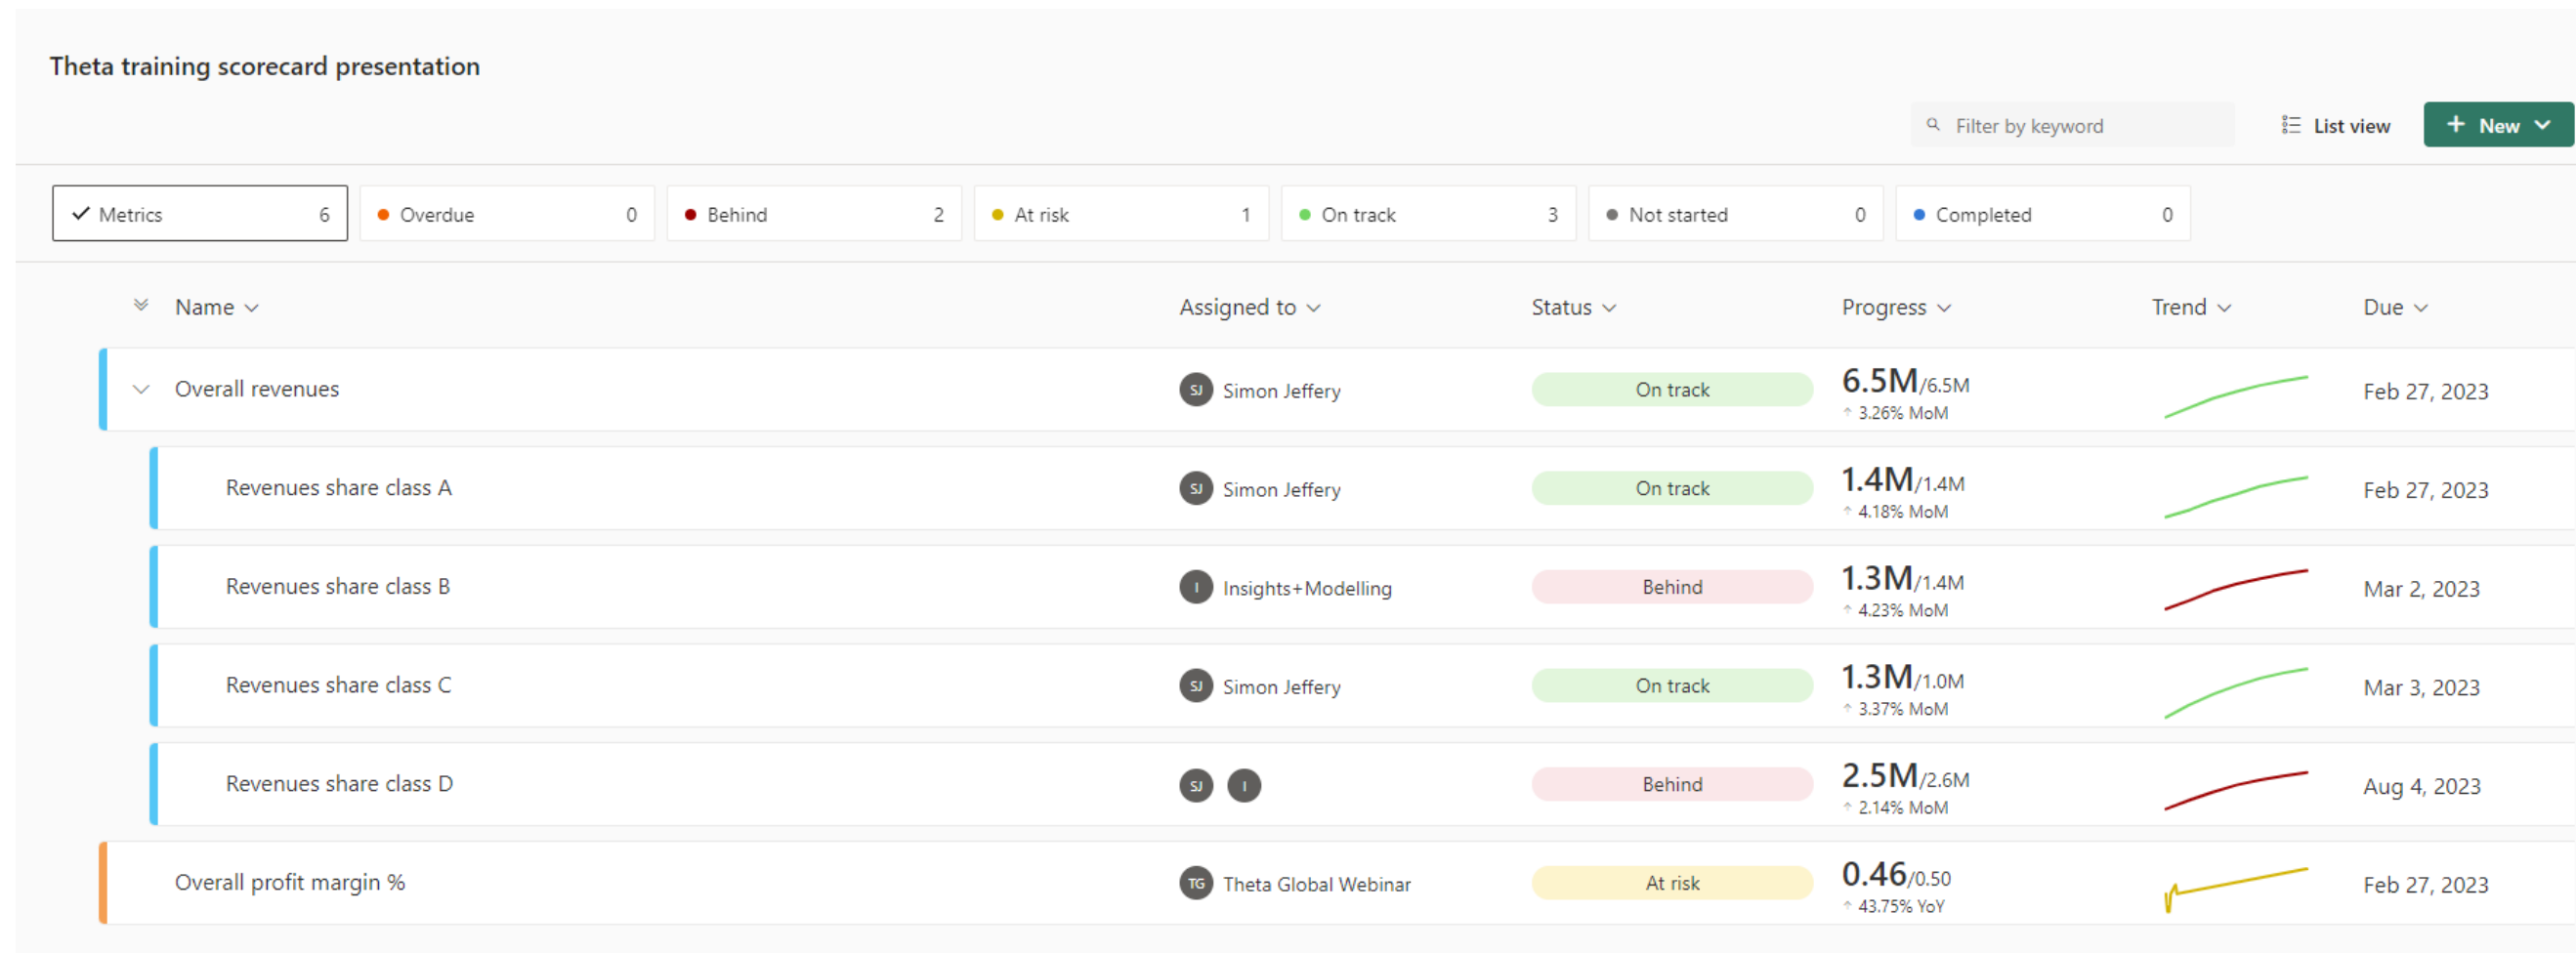 Theta training scorecard presentation
Filter by keyword List view + New
Metrics 6 Overdue 0 Behind 2 At risk 1 On track 3 Not started 0 Completed 0
Name Assigned to Status Progress Trend Due
Overall revenues SJ Simon Jeffery On track 6.5M/6.5M Feb 27, 2023
↑ 3.26% MoM
Revenues share class A SJ Simon Jeffery On track 1.4M/1.4M Feb 27, 2023
↑ 4.18% MoM
Revenues share class B I Insights+Modelling Behind 1.3M/1.4M Mar 2, 2023
↑ 4.23% MoM
Revenues share class C SJ Simon Jeffery On track 1.3M/1.0M Mar 3, 2023
↑ 3.37% MoM
Revenues share class D SJ I Behind 2.5M/2.6M Aug 4, 2023
↑ 2.14% MoM
Overall profit margin % TG Theta Global Webinar At risk 0.46/0.50 Feb 27, 2023
↑ 43.75% YoY